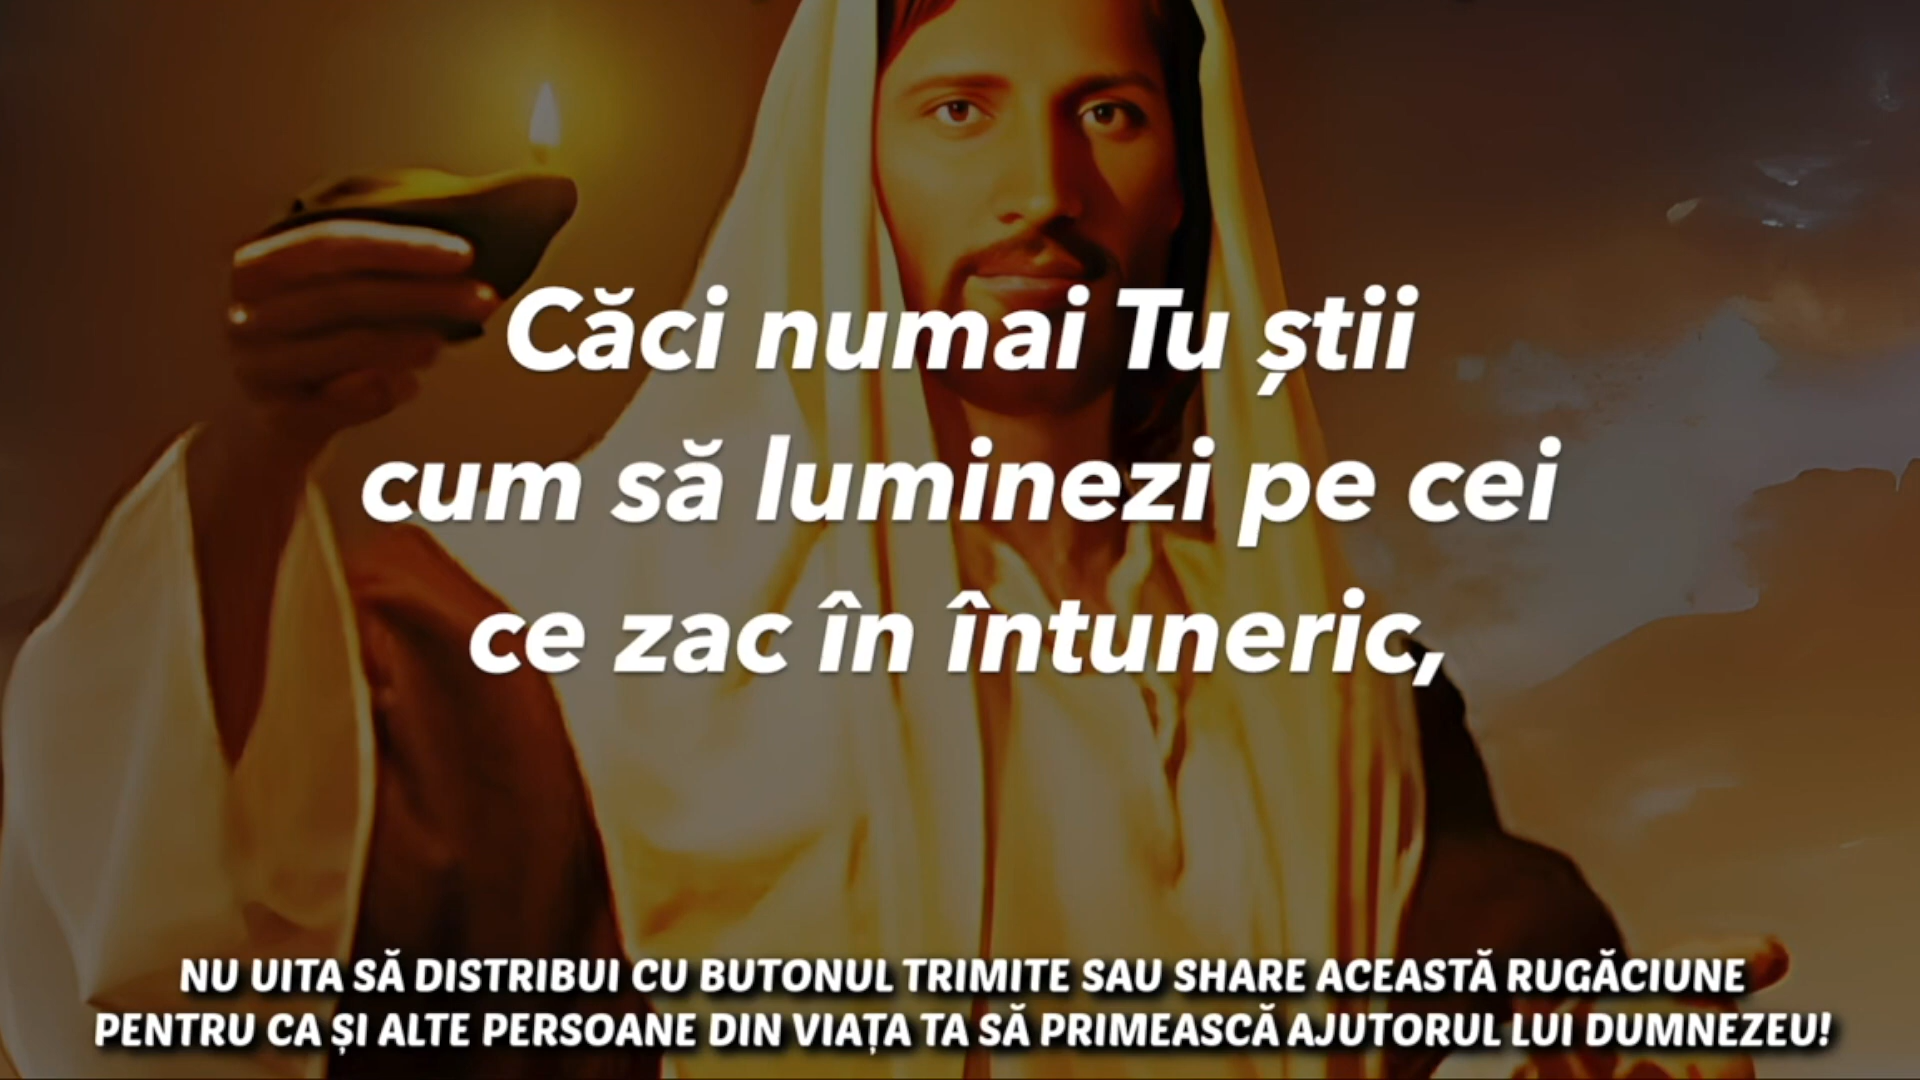 Căci numai Tu știi
cum să luminezi pe cei
ce zac în întuneric,
NU UITA SĂ DISTRIBUI CU BUTONUL TRIMITE SAU SHARE ACEASTĂ RUGĂCIUNE
PENTRU CA ȘI ALTE PERSOANE DIN VIAȚA TA SĂ PRIMEASCĂ AJUTORUL LUI DUMNEZEU!